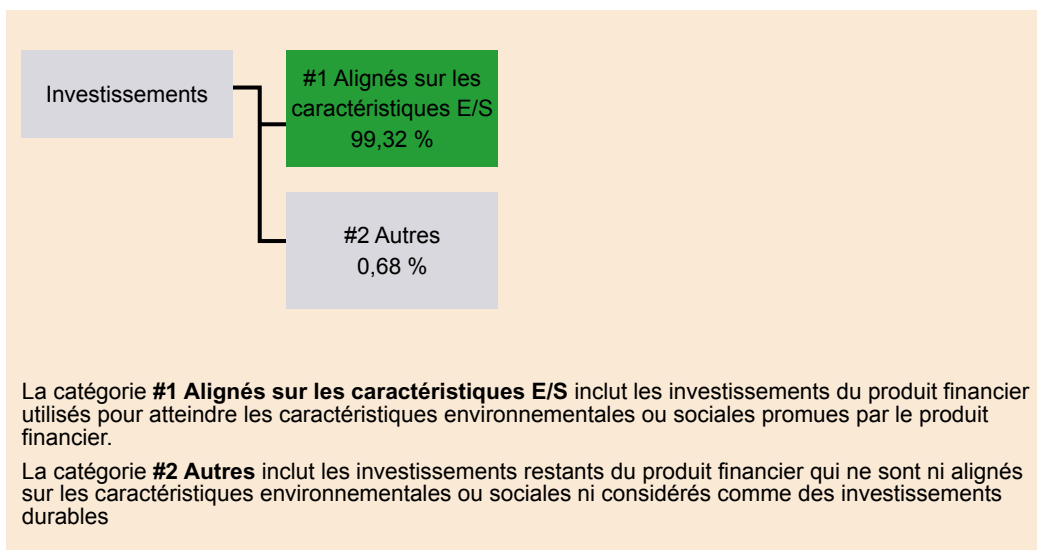 Investissements
#1 Alignés sur les
caractéristiques E/S
99,32 %
#2 Autres
0,68 %
La catégorie #1 Alignés sur les caractéristiques E/S inclut les investissements du produit financier
utilisés pour atteindre les caractéristiques environnementales ou sociales promues par le produit
financier.
La catégorie #2 Autres inclut les investissements restants du produit financier qui ne sont ni alignés
sur les caractéristiques environnementales ou sociales ni considérés comme des investissements
durables